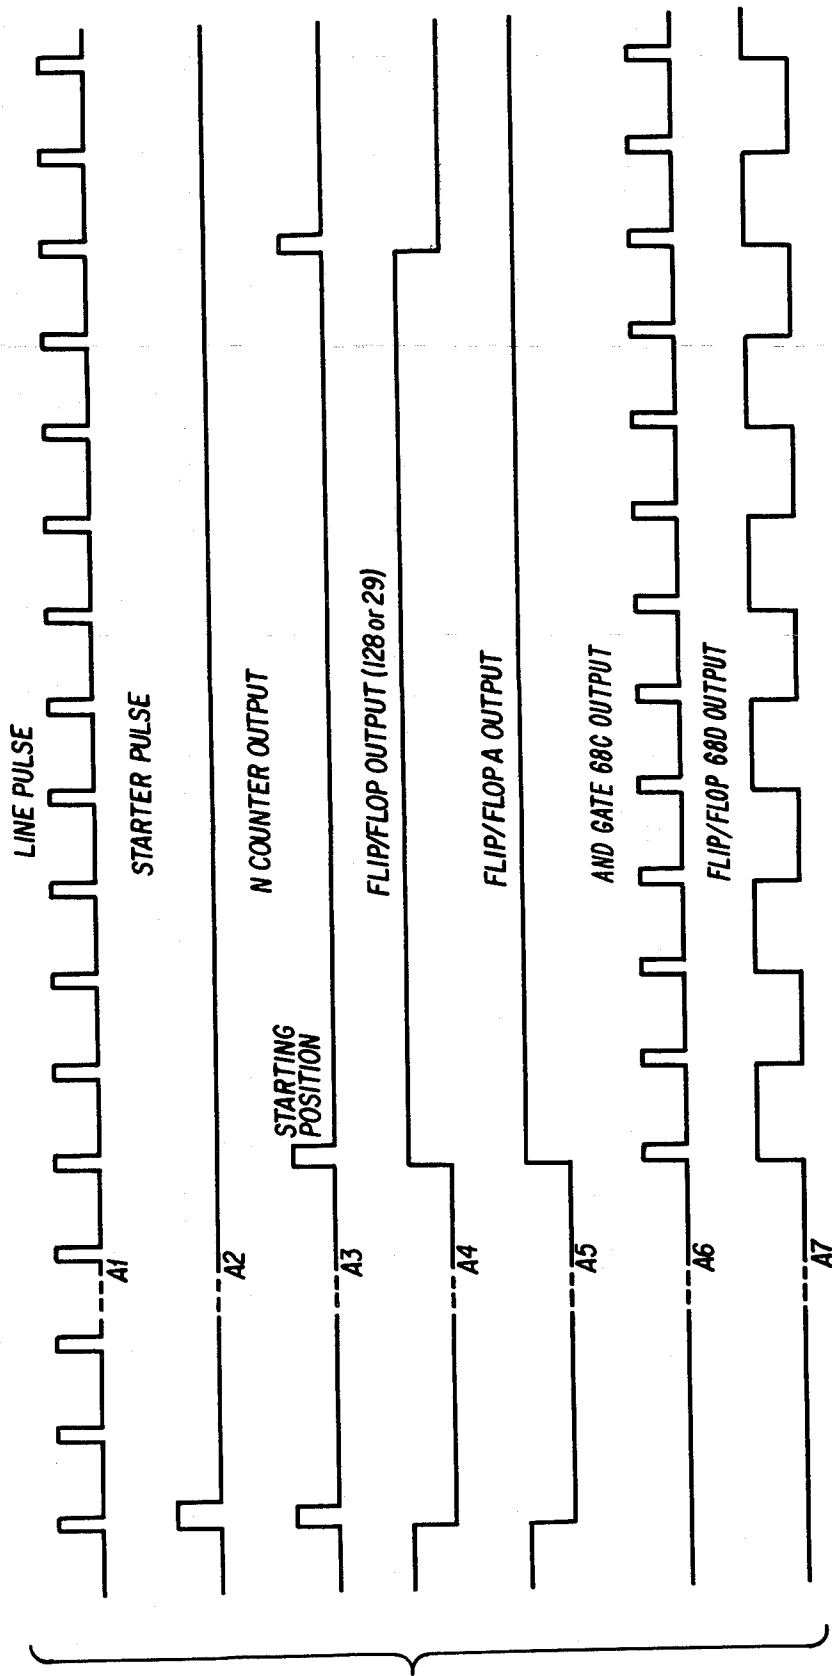 LINE PULSE
A1
STARTER PULSE
A2
N COUNTER OUTPUT
STARTING
POSITION
A3
FLIP/FLOP OUTPUT (128 or 29)
A4
FLIP/FLOP A OUTPUT
A5
AND GATE 68C OUTPUT
A6
FLIP/FLOP 68D OUTPUT
A7